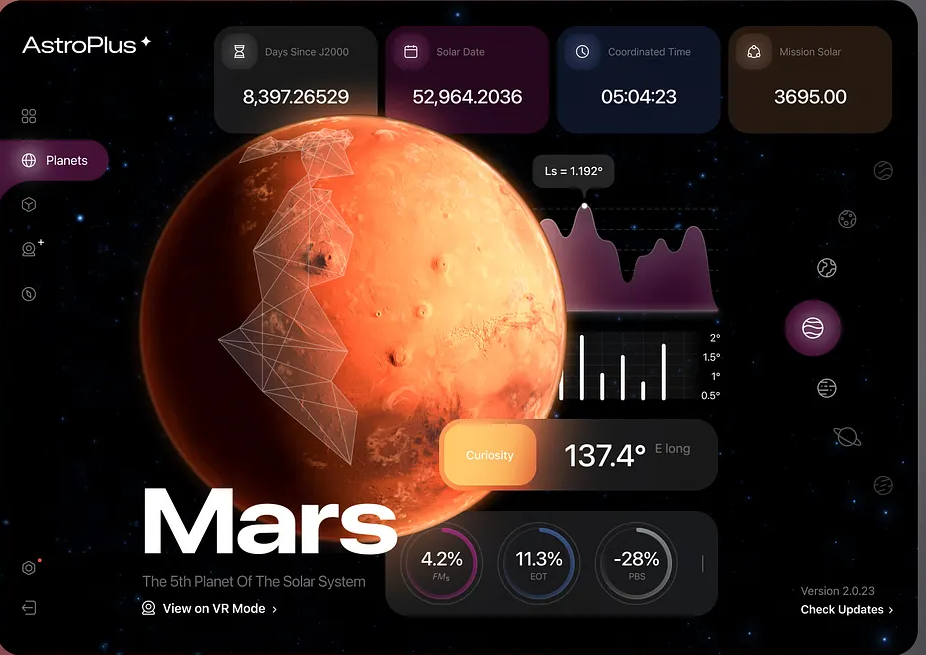 AstroPlus
Days Since J2000
8,397.26529
Solar Date
52,964.2036
Coordinated Time
05:04:23
Mission Solar
3695.00
Planets
Ls = 1.192°
2°
1.5°
1°
0.5°
Curiosity
137.4° E long
Mars
The 5th Planet Of The Solar System
View on VR Mode ›
4.2%
FMs
11.3%
EOT
-28%
PBS
Version 2.0.23
Check Updates ›